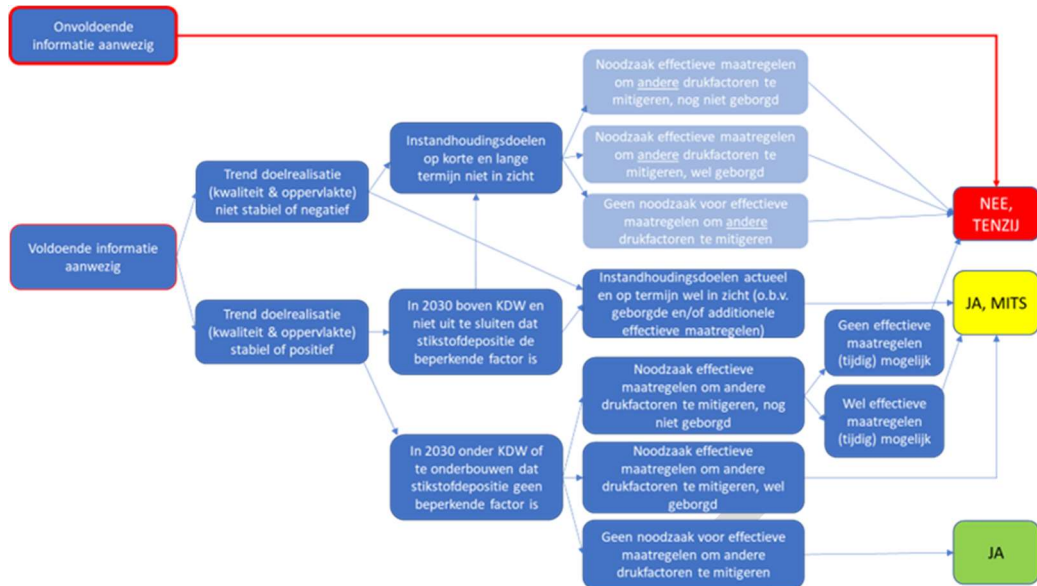 Onvoldoende
informatie aanwezig
Voldoende informatie
aanwezig
Trend doelrealisatie
(kwaliteit & oppervlakte)
niet stabiel of negatief
Trend doelrealisatie
(kwaliteit & oppervlakte)
stabiel of positief
Instandhoudingsdoelen
op korte en lange
termijn niet in zicht
In 2030 boven KDW en
niet uit te sluiten dat
stikstofdepositie de
beperkende factor is
In 2030 onder KDW of
te onderbouwen dat
stikstofdepositie geen
beperkende factor is
Noodzaak effectieve maatregelen
om andere drukfactoren te
mitigeren, nog niet geborgd
Noodzaak effectieve maatregelen
om andere drukfactoren te
mitigeren, wel geborgd
Geen noodzaak voor effectieve
maatregelen om andere
drukfactoren te mitigeren
Instandhoudingsdoelen actueel
en op termijn wel in zicht (o.b.v.
geborgde en/of additionele
effectieve maatregelen)
Noodzaak effectieve
maatregelen om andere
drukfactoren te mitigeren, nog
niet geborgd
Noodzaak effectieve
maatregelen om andere
drukfactoren te mitigeren, wel
geborgd
Geen noodzaak voor effectieve
maatregelen om andere
drukfactoren te mitigeren
Geen effectieve
maatregelen
(tijdig) mogelijk
Wel effectieve
maatregelen
(tijdig) mogelijk
NEE,
TENZIJ
JA, MITS
JA